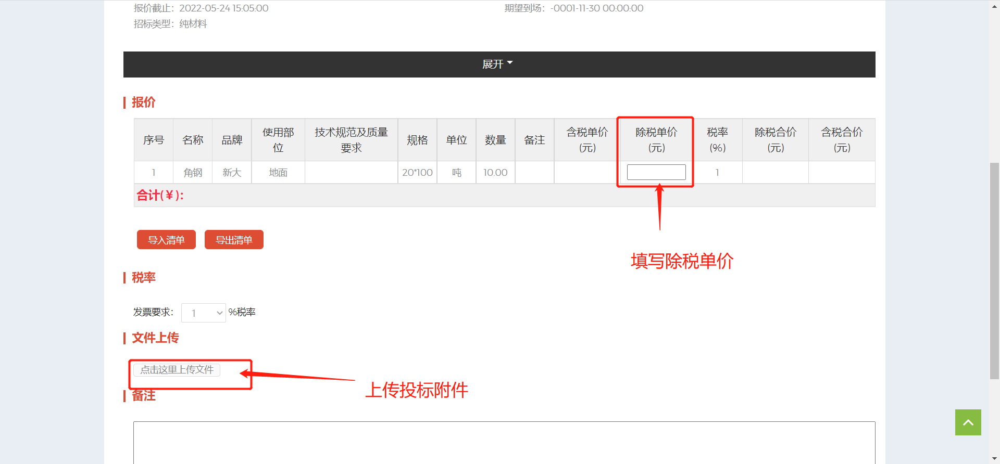 报价截止：2022-05-24 15:05:00
期望到场：-0001-11-30 00:00:00
招标类型：纯材料
展开
报价
序号 名称 品牌 使用部位 技术规范及质量要求 规格 单位 数量 备注 含税单价(元) 除税单价(元) 税率(%) 除税合价(元) 含税合价(元)
1 角钢 新大 地面 20*100 吨 10.00 1
合计(￥):
导入清单 导出清单
填写除税单价
税率
发票要求： 1 %税率
文件上传
点击这里上传文件
上传投标附件
备注